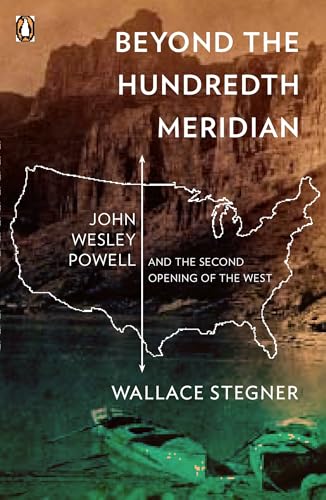 BEYOND THE
HUNDREDTH
MERIDIAN
JOHN
WESLEY
POWELL
AND THE SECOND
OPENING OF THE WEST
WALLACE STEGNER